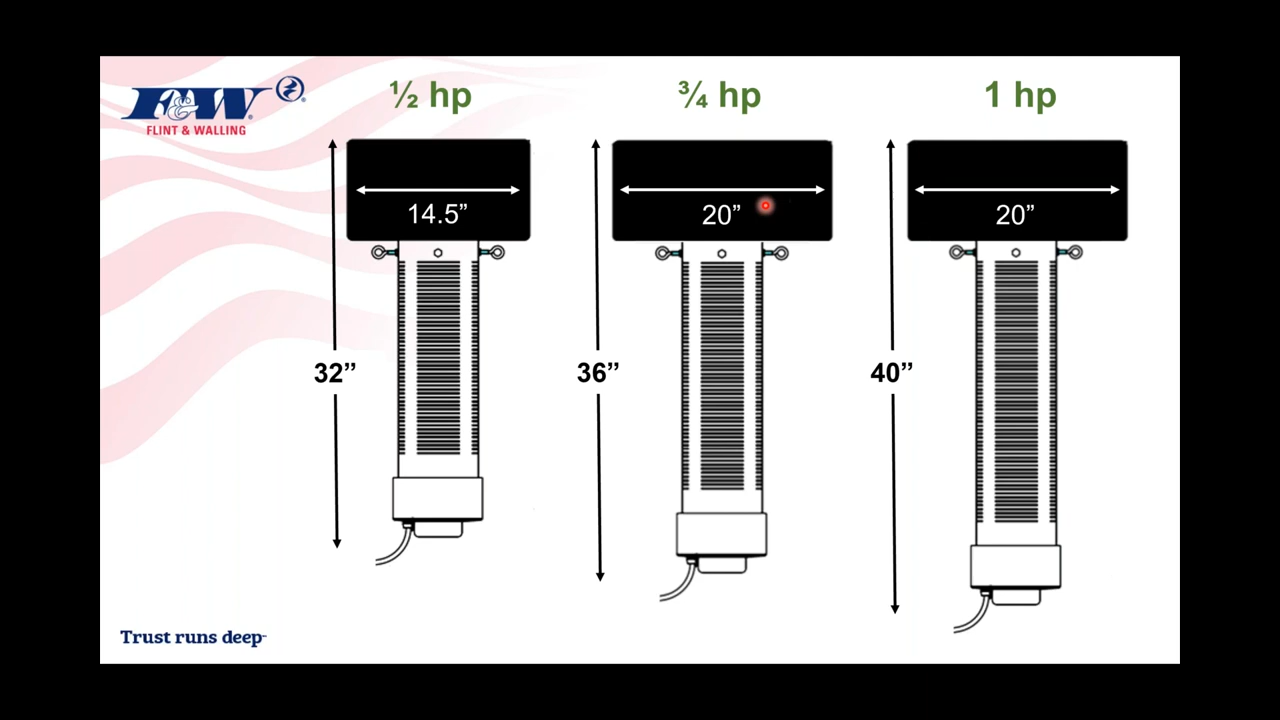 ½ hp
¾ hp
1 hp
F&W
FLINT & WALLING
14.5”
20”
20”
32”
36”
40”
Trust runs deep